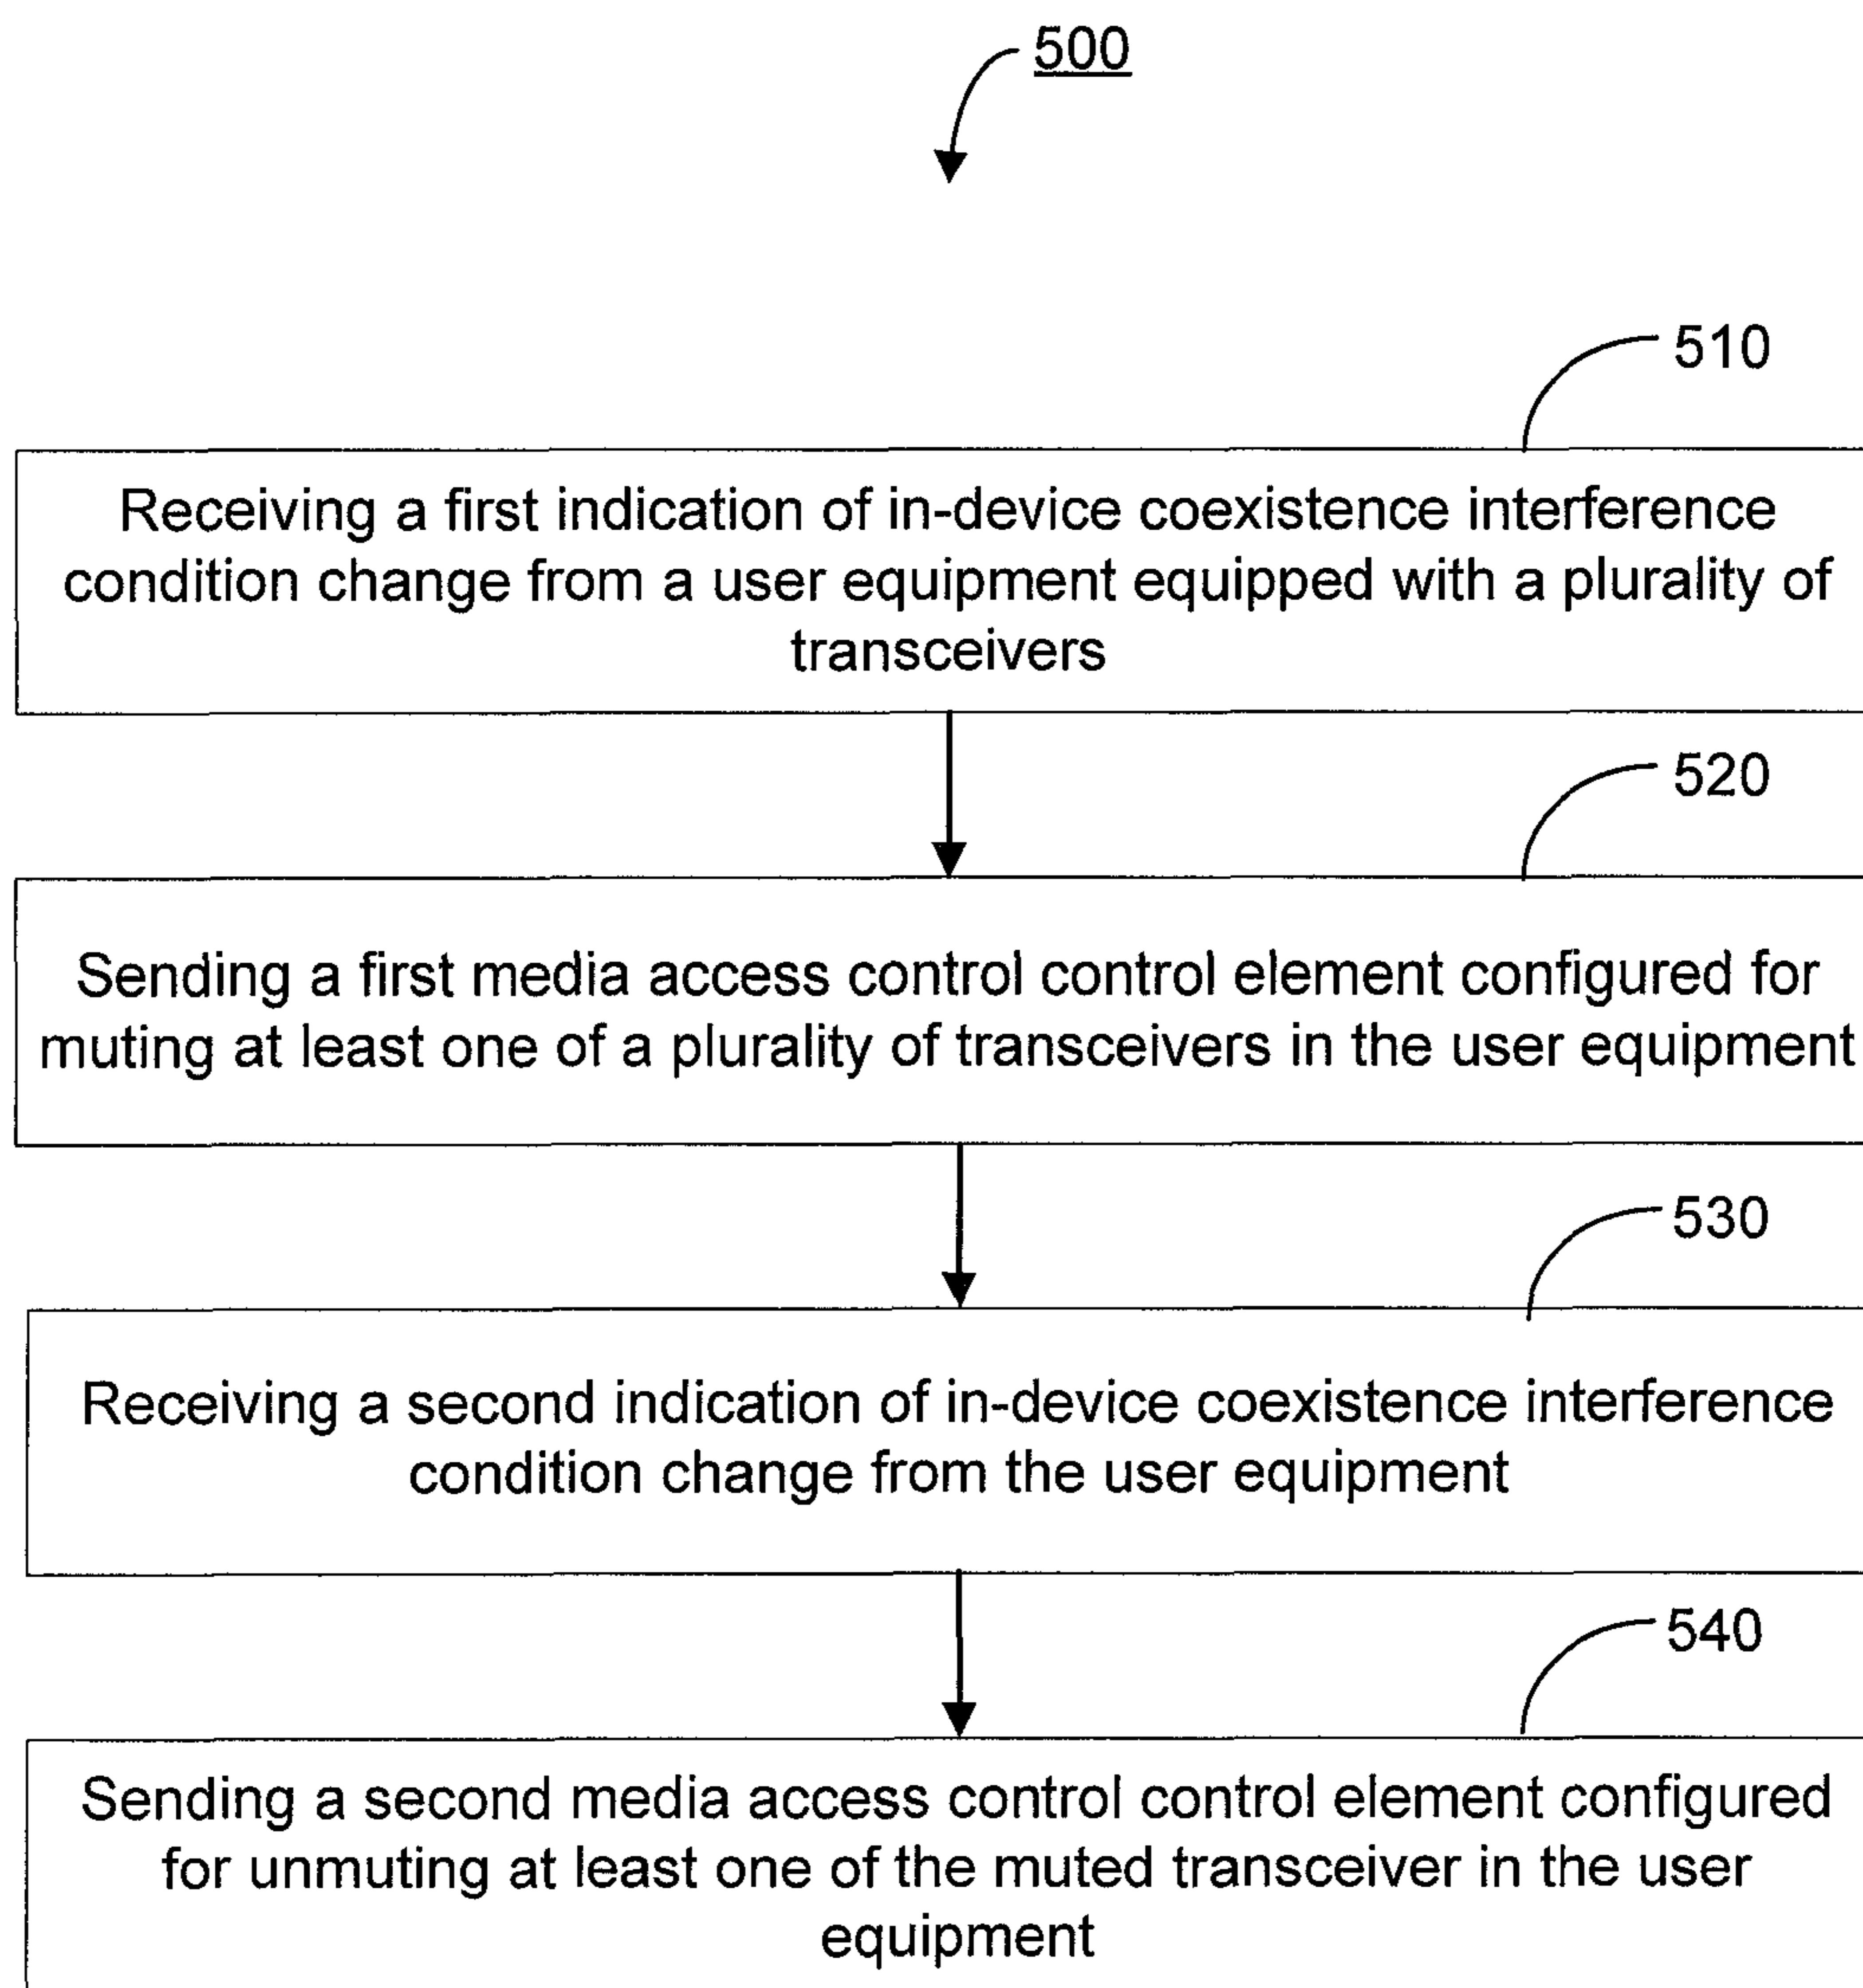 500
510
Receiving a first indication of in-device coexistence interference
condition change from a user equipment equipped with a plurality of
transceivers
520
Sending a first media access control control element configured for
muting at least one of a plurality of transceivers in the user equipment
530
Receiving a second indication of in-device coexistence interference
condition change from the user equipment
540
Sending a second media access control control element configured
for unmuting at least one of the muted transceiver in the user
equipment